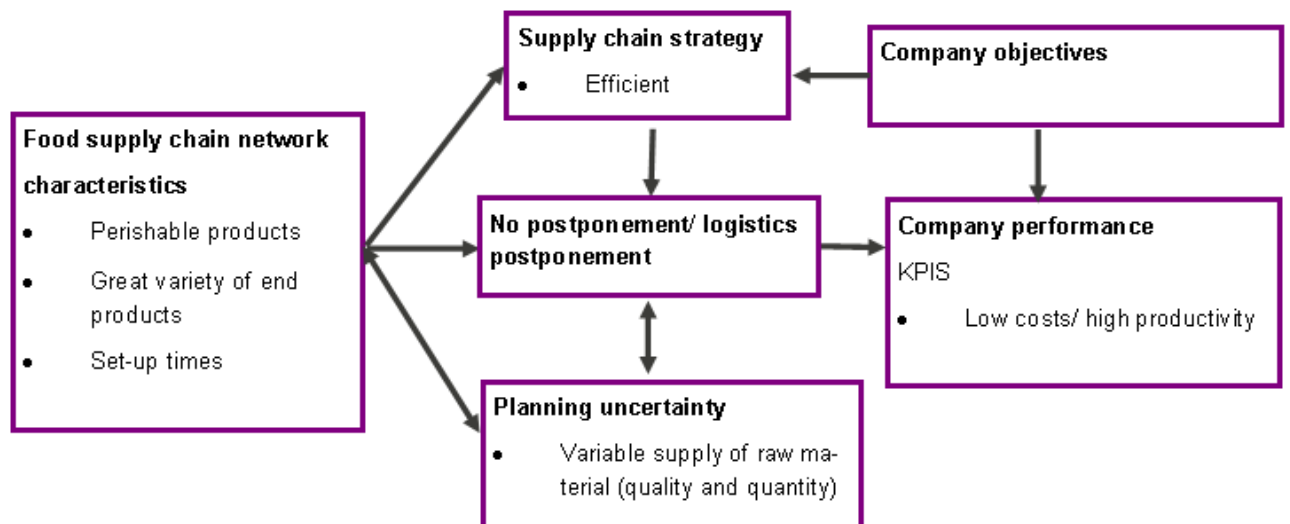 Supply chain strategy
• Efficient
Company objectives
Food supply chain network
characteristics
• Perishable products
• Great variety of end
products
• Set-up times
No postponement/ logistics
postponement
Company performance
KPIS
• Low costs/ high productivity
Planning uncertainty
• Variable supply of raw ma-
terial (quality and quantity)